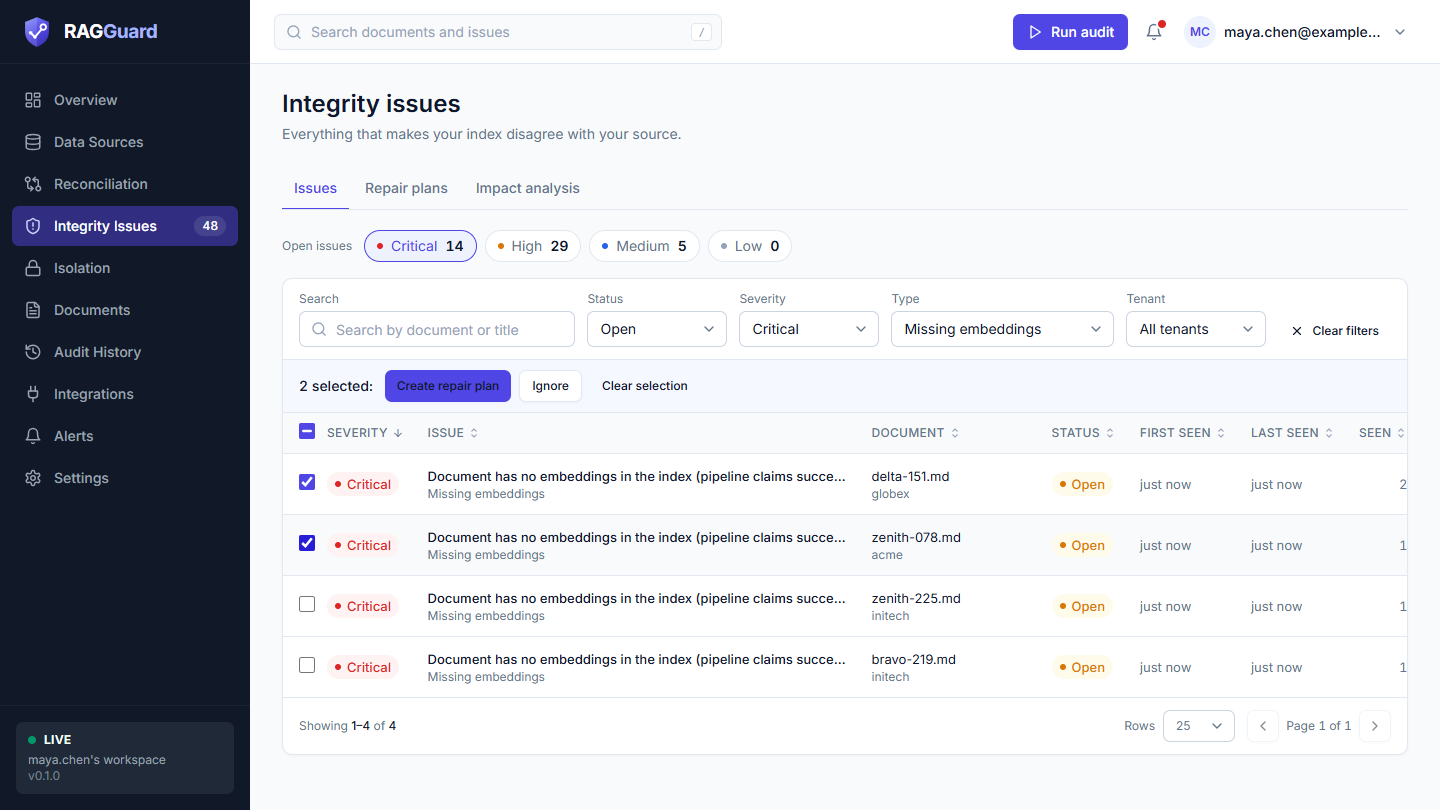 RAGGuard
Search documents and issues
/
Run audit
MC
maya.chen@example...
Overview
Data Sources
Reconciliation
Integrity Issues 48
Isolation
Documents
Audit History
Integrations
Alerts
Settings
LIVE
maya.chen's workspace
v0.1.0
Integrity issues
Everything that makes your index disagree with your source.
Issues Repair plans Impact analysis
Open issues Critical 14 High 29 Medium 5 Low 0
Search Status Severity Type Tenant
Search by document or title Open Critical Missing embeddings All tenants Clear filters
2 selected: Create repair plan Ignore Clear selection
SEVERITY ISSUE DOCUMENT STATUS FIRST SEEN LAST SEEN SEEN
Critical Document has no embeddings in the index (pipeline claims succe... delta-151.md Open just now just now 2
Missing embeddings globex
Critical Document has no embeddings in the index (pipeline claims succe... zenith-078.md Open just now just now 1
Missing embeddings acme
Critical Document has no embeddings in the index (pipeline claims succe... zenith-225.md Open just now just now 1
Missing embeddings initech
Critical Document has no embeddings in the index (pipeline claims succe... bravo-219.md Open just now just now 1
Missing embeddings initech
Showing 1–4 of 4 Rows 25 Page 1 of 1